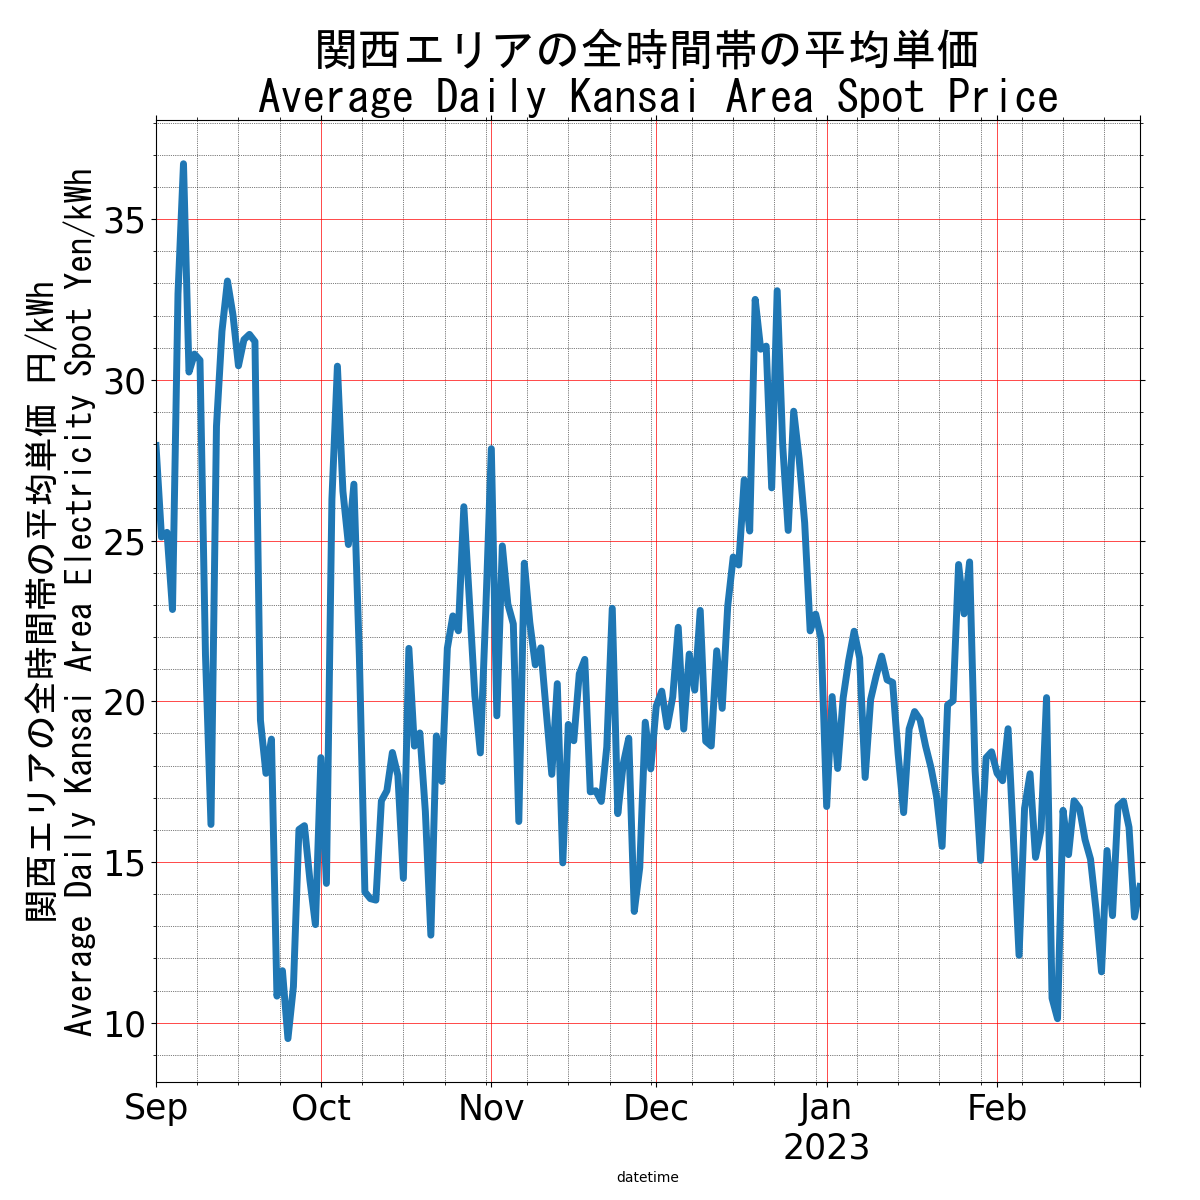 関西エリアの全時間帯の平均単価
Average Daily Kansai Area Spot Price
関西エリアの全時間帯の平均単価 円/kWh
Average Daily Kansai Area Electricity Spot Yen/kWh
35
30
25
20
15
10
Sep Oct Nov Dec Jan Feb
2023
datetime